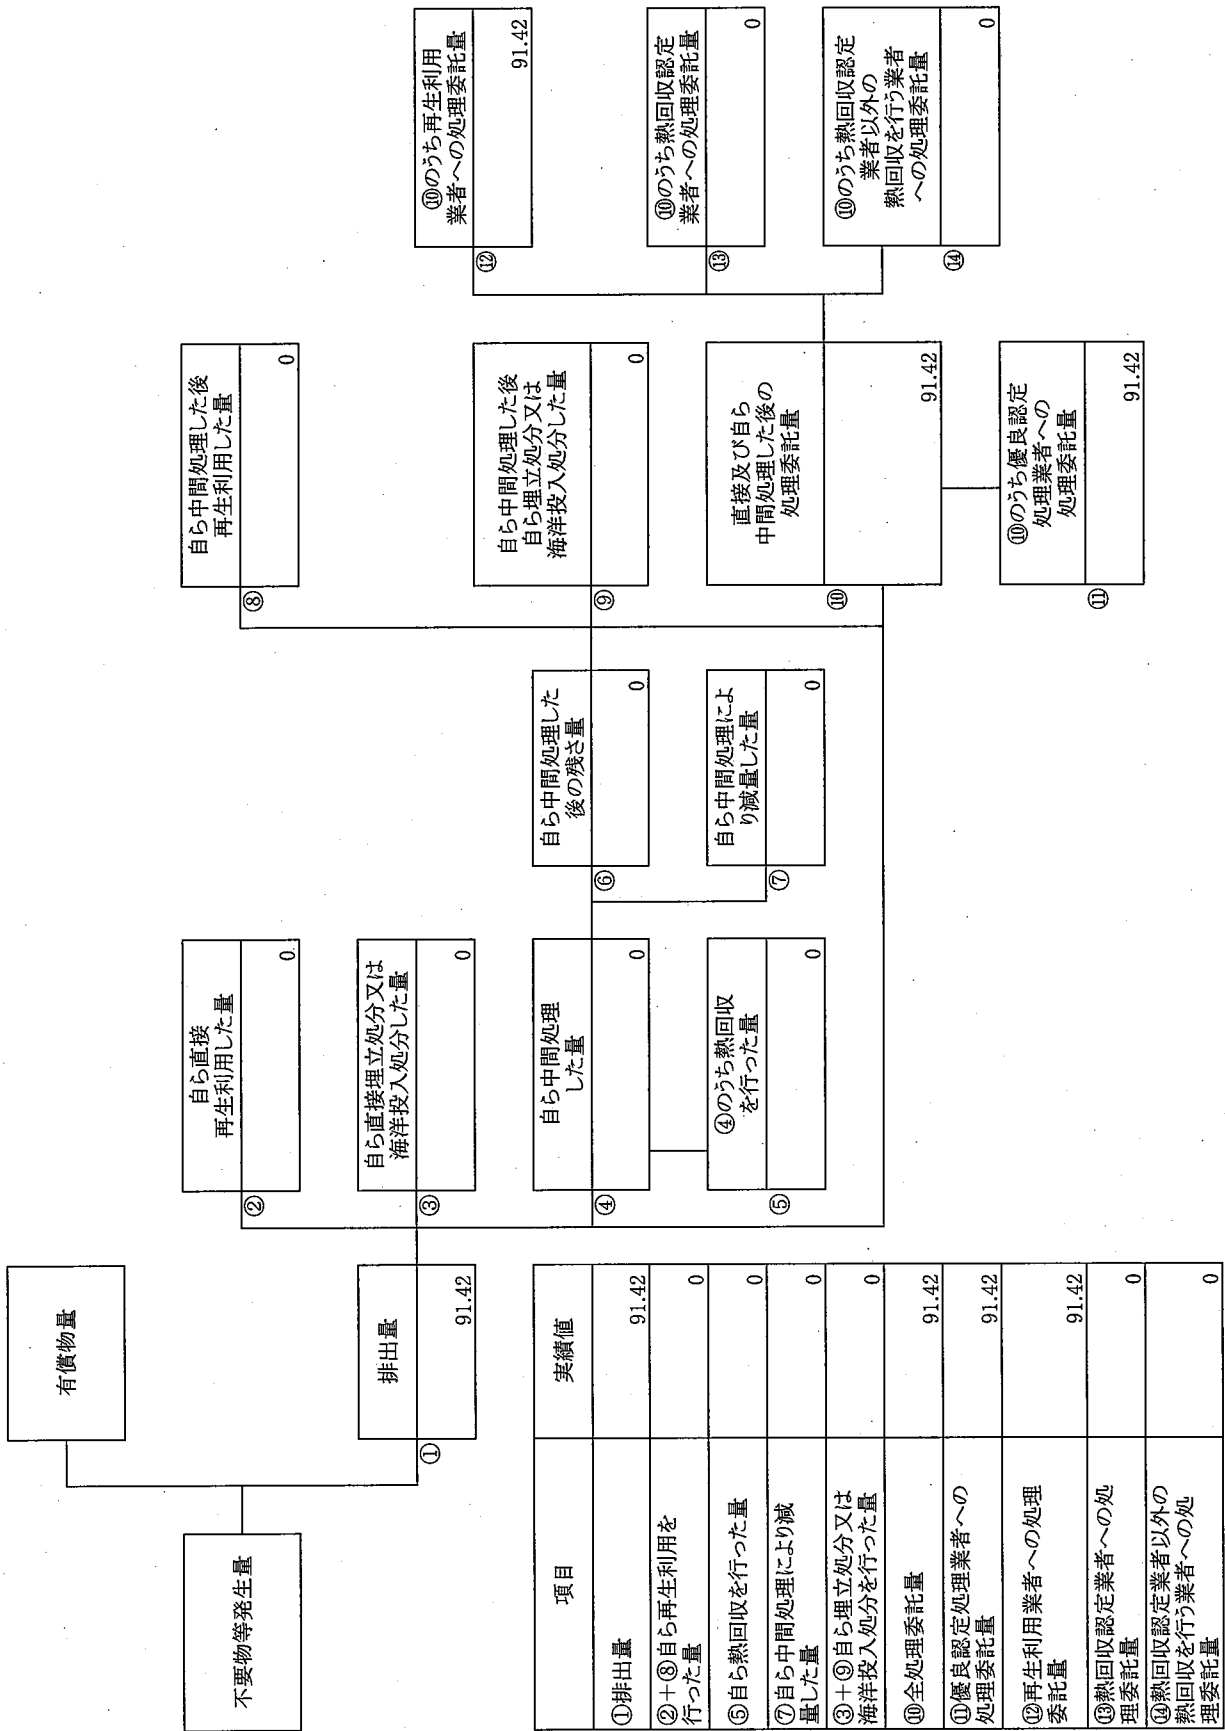 不要物等発生量
有償物量
①
排出量
91.42
②
自ら直接
再生利用した量
0
③
自ら直接埋立処分又は
海洋投入処分した量
0
④
自ら中間処理
した量
0
⑤
④のうち熱回収
を行った量
0
⑥
自ら中間処理した
後の残さ量
0
⑦
自ら中間処理によ
り減量した量
0
⑧
自ら中間処理した後
再生利用した量
0
⑨
自ら中間処理した後
自ら埋立処分又は
海洋投入処分した量
0
⑩
直接及び自ら
中間処理した後の
処理委託量
91.42
⑪
⑩のうち優良認定
処理業者への
処理委託量
91.42
⑫
⑩のうち再生利用
業者への処理委託量
91.42
⑬
⑩のうち熱回収認定
業者への処理委託量
0
⑭
⑩のうち熱回収認定
業者以外の
熱回収を行う業者
への処理委託量
0
項目 実績値
①排出量 91.42
②＋⑧自ら再生利用を
行った量 0
⑤自ら熱回収を行った量 0
⑦自ら中間処理により減
量した量 0
③＋⑨自ら埋立処分又は
海洋投入処分を行った量 0
⑩全処理委託量 91.42
⑪優良認定処理業者への
処理委託量 91.42
⑫再生利用業者への処理
委託量 91.42
⑬熱回収認定業者への処
理委託量 0
⑭熱回収認定業者以外の
熱回収を行う業者への処
理委託量 0